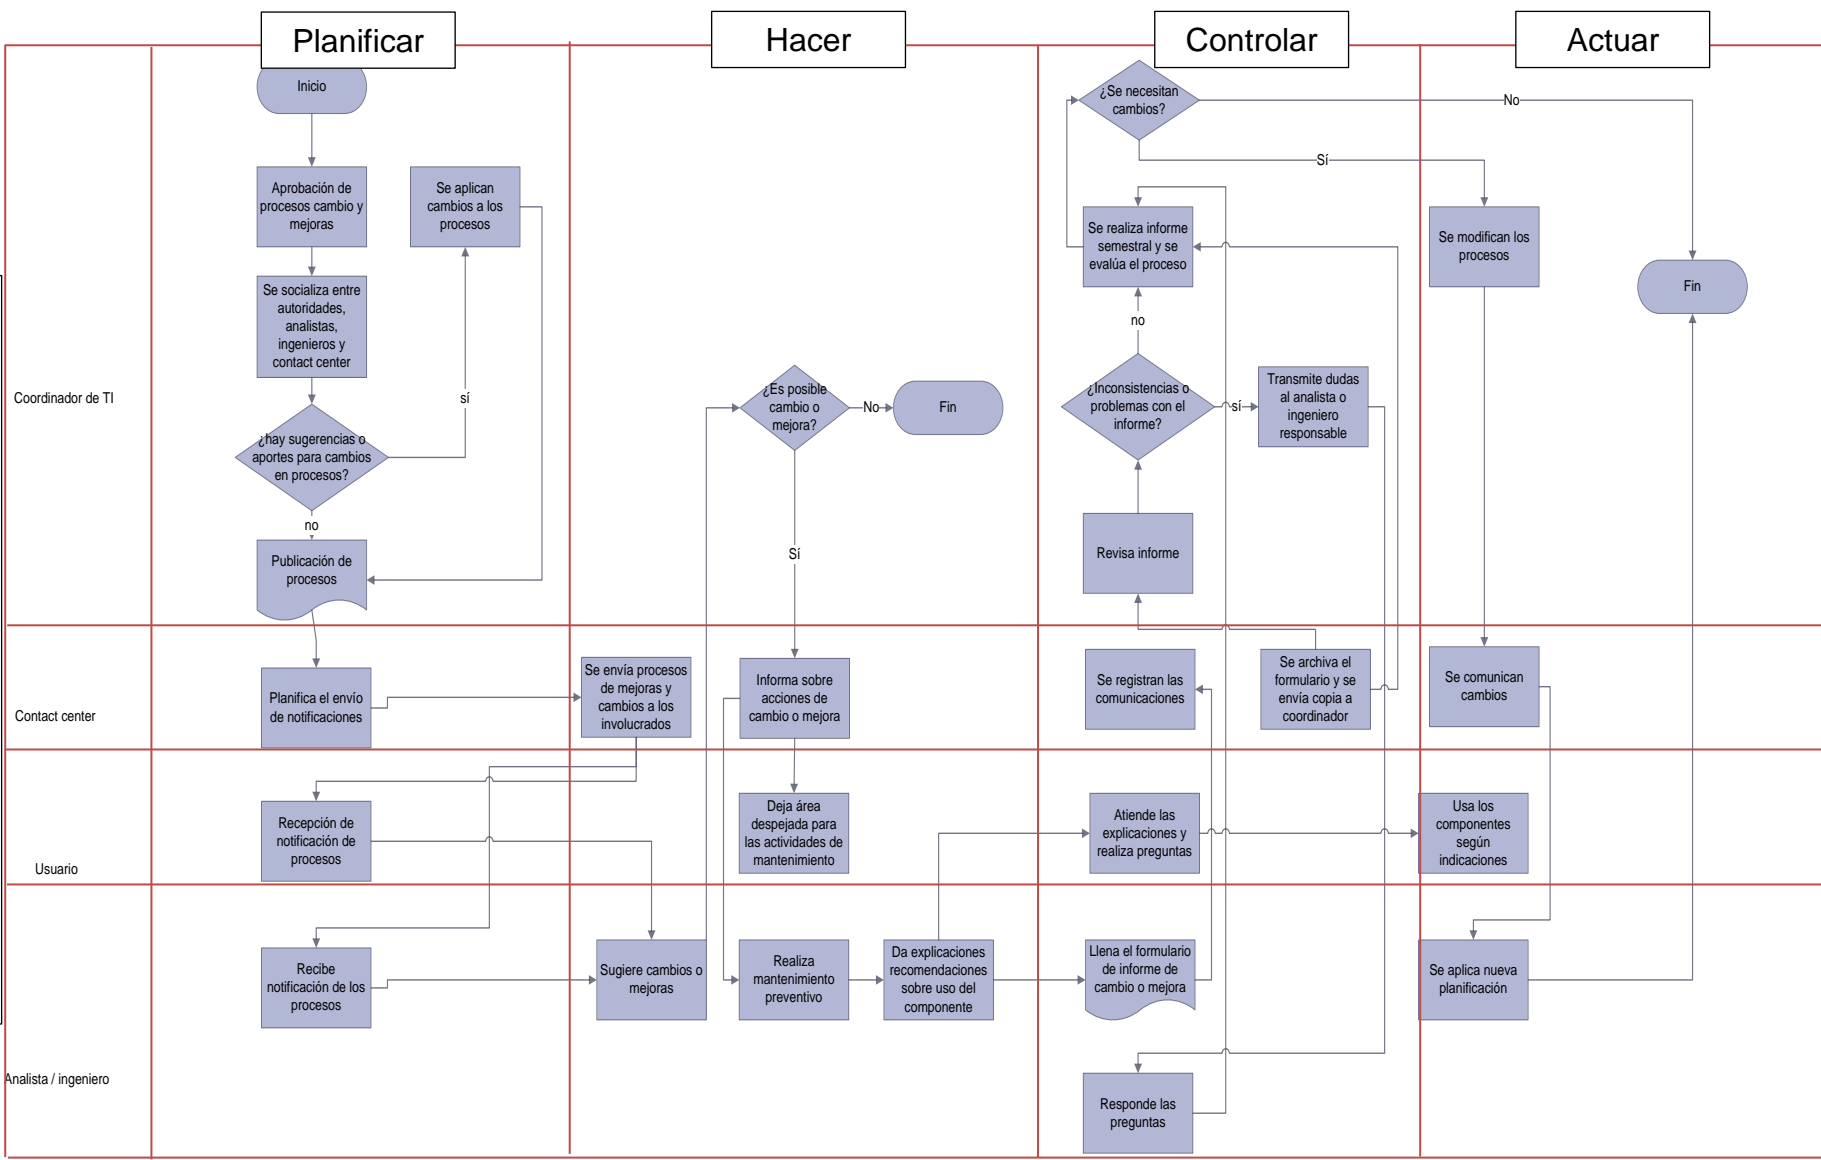 Planificar
Hacer
Controlar
Actuar
Coordinador de TI
Inicio
Aprobación de
procesos cambio y
mejoras
Se aplican
cambios a los
procesos
Se socializa entre
autoridades,
analistas,
ingenieros y
contact center
¿hay sugerencias o
aportes para cambios
en procesos?
sí
no
Publicación de
procesos
¿Es posible
cambio o
mejora?
No
Fin
Sí
¿Se necesitan
cambios?
No
Sí
Se realiza informe
semestral y se
evalúa el proceso
no
¿Inconsistencias o
problemas con el
informe?
sí
Transmite dudas
al analista o
ingeniero
responsable
Revisa informe
Se modifican los
procesos
Fin
Contact center
Planifica el envío
de notificaciones
Se envía procesos
de mejoras y
cambios a los
involucrados
Informa sobre
acciones de
cambio o mejora
Se registran las
comunicaciones
Se archiva el
formulario y se
envía copia a
coordinador
Se comunican
cambios
Usuario
Recepción de
notificación de
procesos
Deja área
despejada para
las actividades de
mantenimiento
Atiende las
explicaciones y
realiza preguntas
Usa los
componentes
según
indicaciones
Analista / ingeniero
Recibe
notificación de los
procesos
Sugiere cambios o
mejoras
Realiza
mantenimiento
preventivo
Da explicaciones
recomendaciones
sobre uso del
componente
Llena el formulario
de informe de
cambio o mejora
Se aplica nueva
planificación
Responde las
preguntas